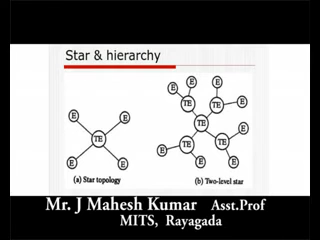 Star & hierarchy
E
E
TE
E
E
(a) Star topology
E
E
E
TE
TE
E
TE
TE
TE
E
E
E
E
(b) Two-level star
Mr. J Mahesh Kumar Asst.Prof
MITS, Rayagada